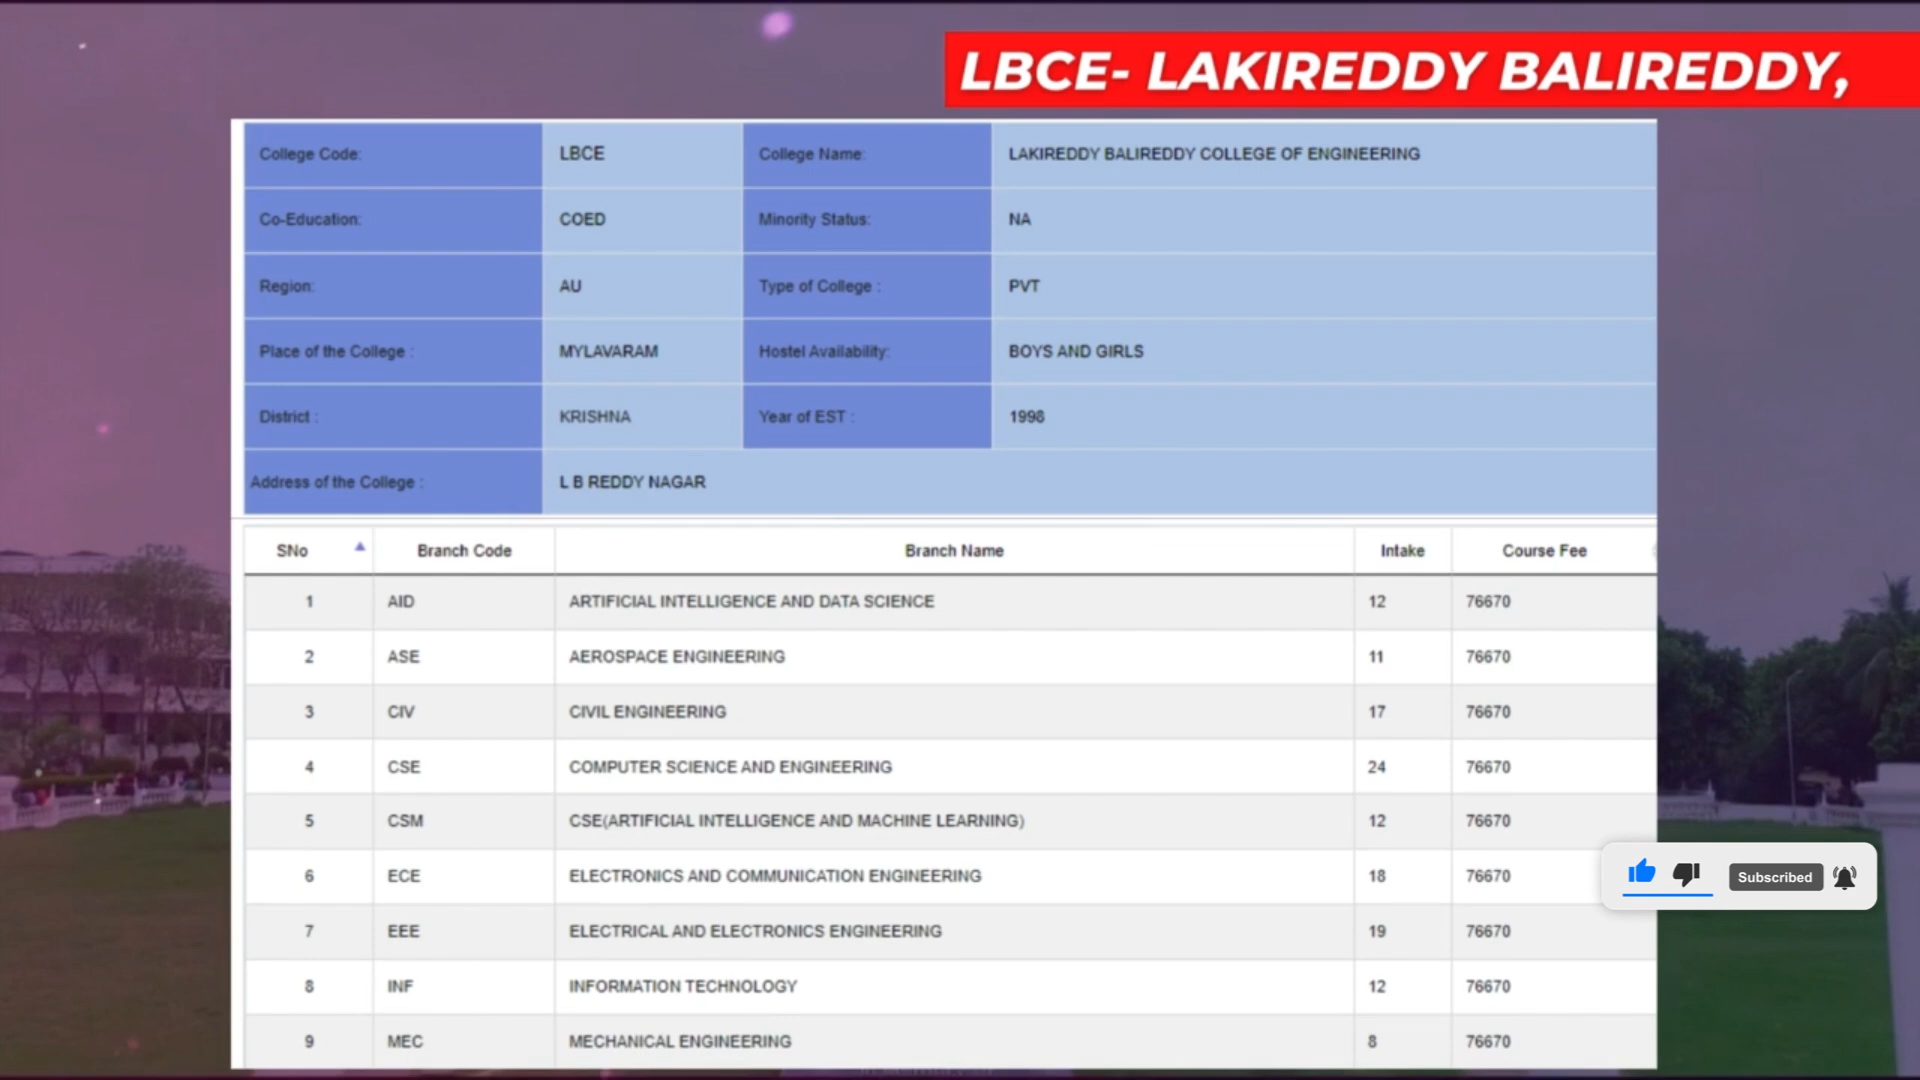 LBCE- LAKIREDDY BALIREDDY,
College Code: LBCE College Name: LAKIREDDY BALIREDDY COLLEGE OF ENGINEERING
Co-Education: COED Minority Status: NA
Region: AU Type of College : PVT
Place of the College : MYLAVARAM Hostel Availability: BOYS AND GIRLS
District : KRISHNA Year of EST : 1998
Address of the College : L B REDDY NAGAR
SNo Branch Code Branch Name Intake Course Fee
1 AID ARTIFICIAL INTELLIGENCE AND DATA SCIENCE 12 76670
2 ASE AEROSPACE ENGINEERING 11 76670
3 CIV CIVIL ENGINEERING 17 76670
4 CSE COMPUTER SCIENCE AND ENGINEERING 24 76670
5 CSM CSE(ARTIFICIAL INTELLIGENCE AND MACHINE LEARNING) 12 76670
6 ECE ELECTRONICS AND COMMUNICATION ENGINEERING 18 76670
Subscribed
7 EEE ELECTRICAL AND ELECTRONICS ENGINEERING 19 76670
8 INF INFORMATION TECHNOLOGY 12 76670
9 MEC MECHANICAL ENGINEERING 8 76670